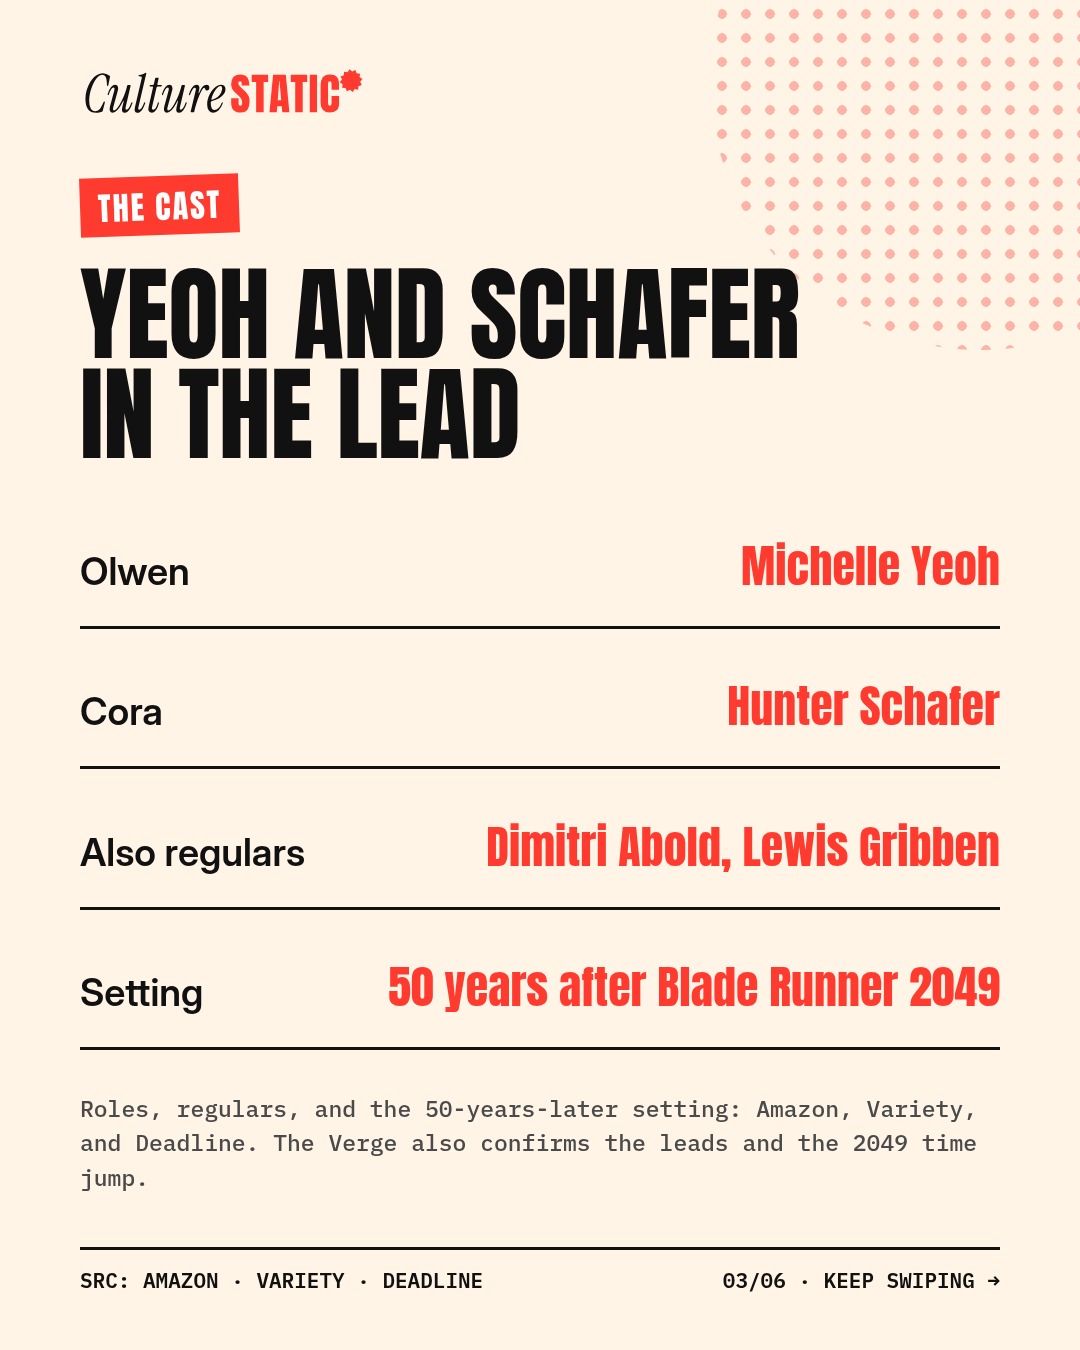 Culture STATIC
THE CAST
YEOH AND SCHAFER
IN THE LEAD
Olwen Michelle Yeoh
Cora Hunter Schafer
Also regulars Dimitri Abold, Lewis Gribben
Setting 50 years after Blade Runner 2049
Roles, regulars, and the 50-years-later setting: Amazon, Variety,
and Deadline. The Verge also confirms the leads and the 2049 time
jump.
SRC: AMAZON · VARIETY · DEADLINE 03/06 · KEEP SWIPING →